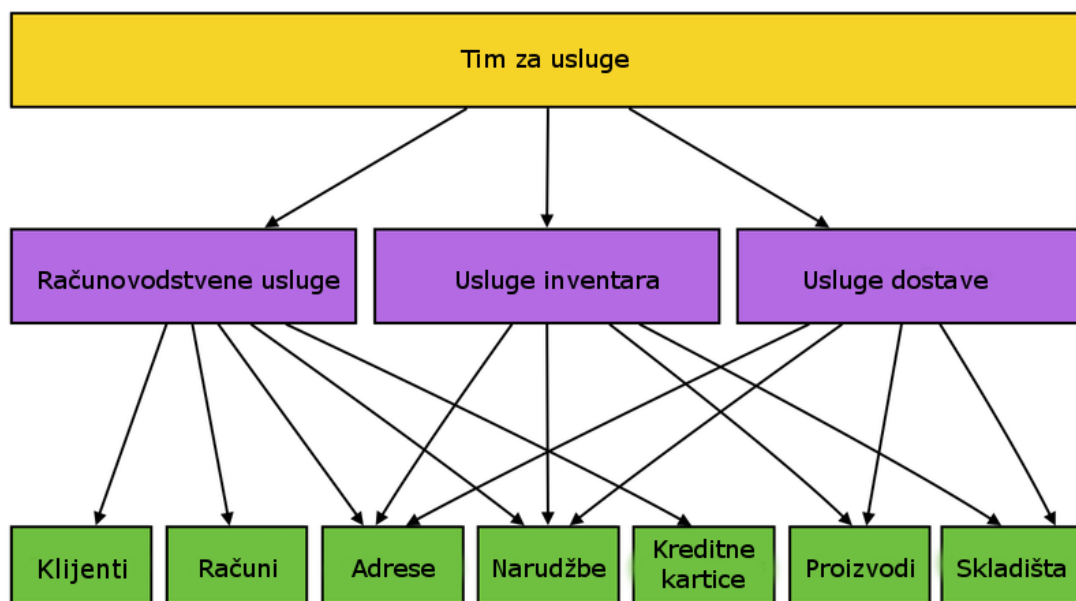 Tim za usluge
Računovodstvene usluge
Usluge inventara
Usluge dostave
Klijenti
Računi
Adrese
Narudžbe
Kreditne
kartice
Proizvodi
Skladišta